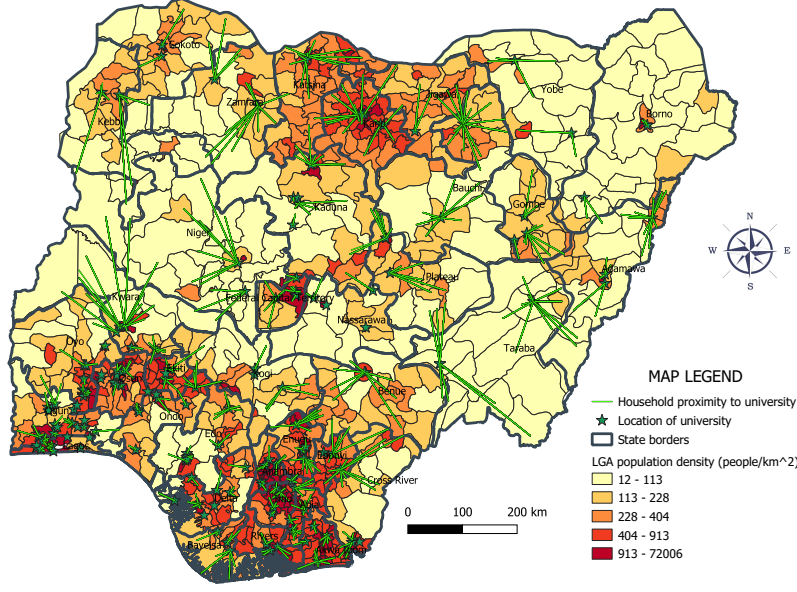 Sokoto
Katsina
Jigawa
Yobe
Borno
Zamfara
Kebbi
Kano
Bauchi
Gombe
Kaduna
Niger
N
W E
S
Adamawa
Plateau
Kwara
Federal Capital Territory
Nassarawa
Taraba
Oyo
Kogi
Ekiti
Osun
Benue
Ogun
Ondo
Edo
Enugu
Lagos
Ebonyi
Anambra
Cross River
Imo
Abia
Delta
Rivers
Bayelsa
Akwa Ibom
MAP LEGEND
Household proximity to university
Location of university
State borders
LGA population density (people/km^2)
12 - 113
113 - 228
228 - 404
404 - 913
913 - 72006
0 100 200 km